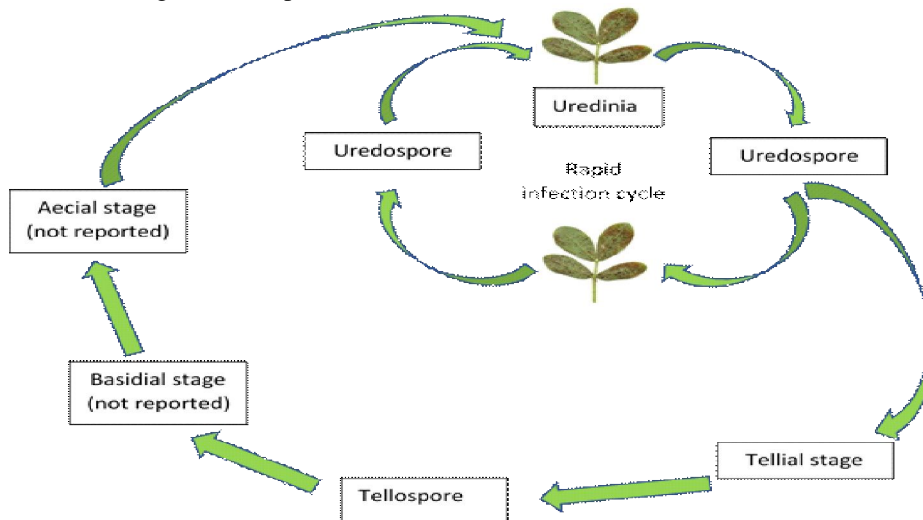 Uredinia
Uredospore
Uredospore
Rapid
infection cycle
Aecial stage
(not reported)
Basidial stage
(not reported)
Tellial stage
Tellospore